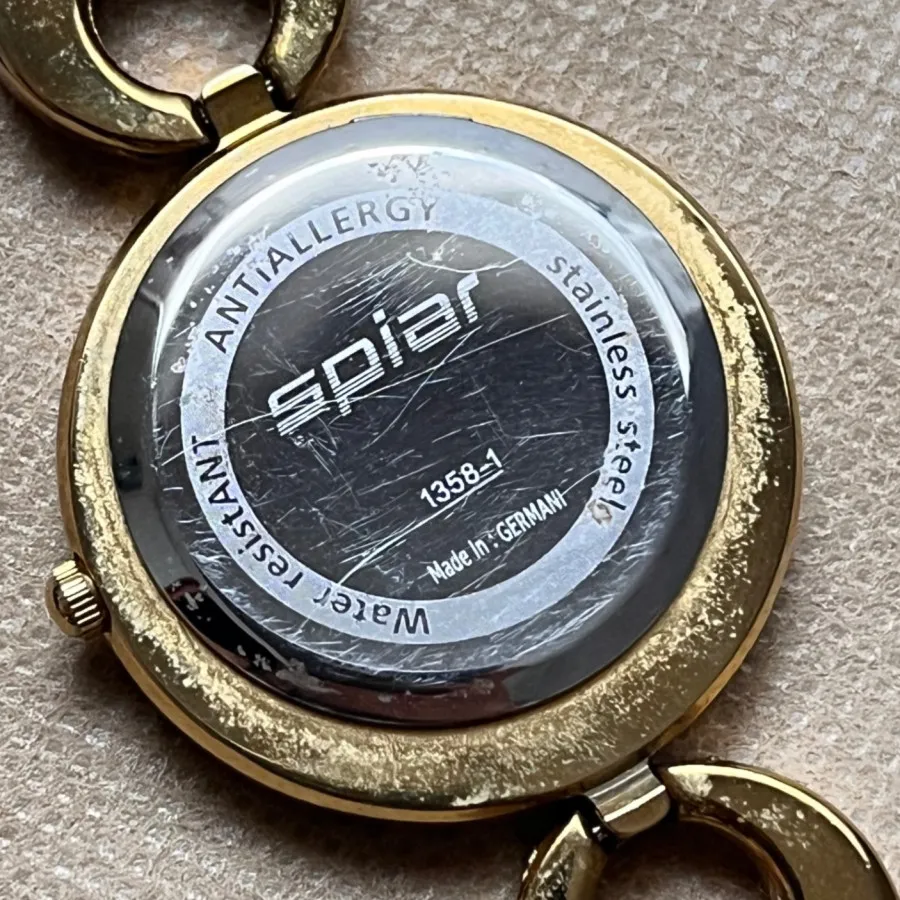 ANTiALLERGY
stainless steel
Water resistANT
spiar
1358-1
Made In : GERMANI